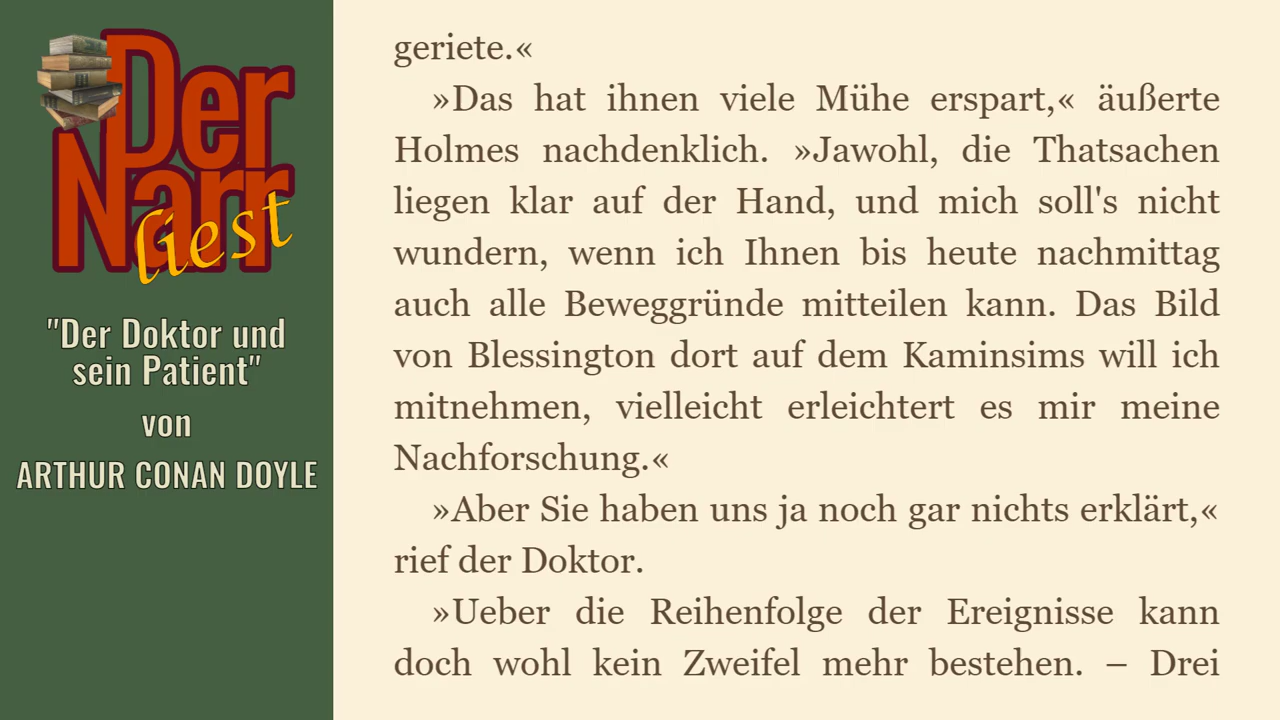 Der
Narr
liest
"Der Doktor und
sein Patient"
von
ARTHUR CONAN DOYLE
geriete.«
»Das hat ihnen viele Mühe erspart,« äußerte
Holmes nachdenklich. »Jawohl, die Thatsachen
liegen klar auf der Hand, und mich soll's nicht
wundern, wenn ich Ihnen bis heute nachmittag
auch alle Beweggründe mitteilen kann. Das Bild
von Blessington dort auf dem Kaminsims will ich
mitnehmen, vielleicht erleichtert es mir meine
Nachforschung.«
»Aber Sie haben uns ja noch gar nichts erklärt,«
rief der Doktor.
»Ueber die Reihenfolge der Ereignisse kann
doch wohl kein Zweifel mehr bestehen. – Drei